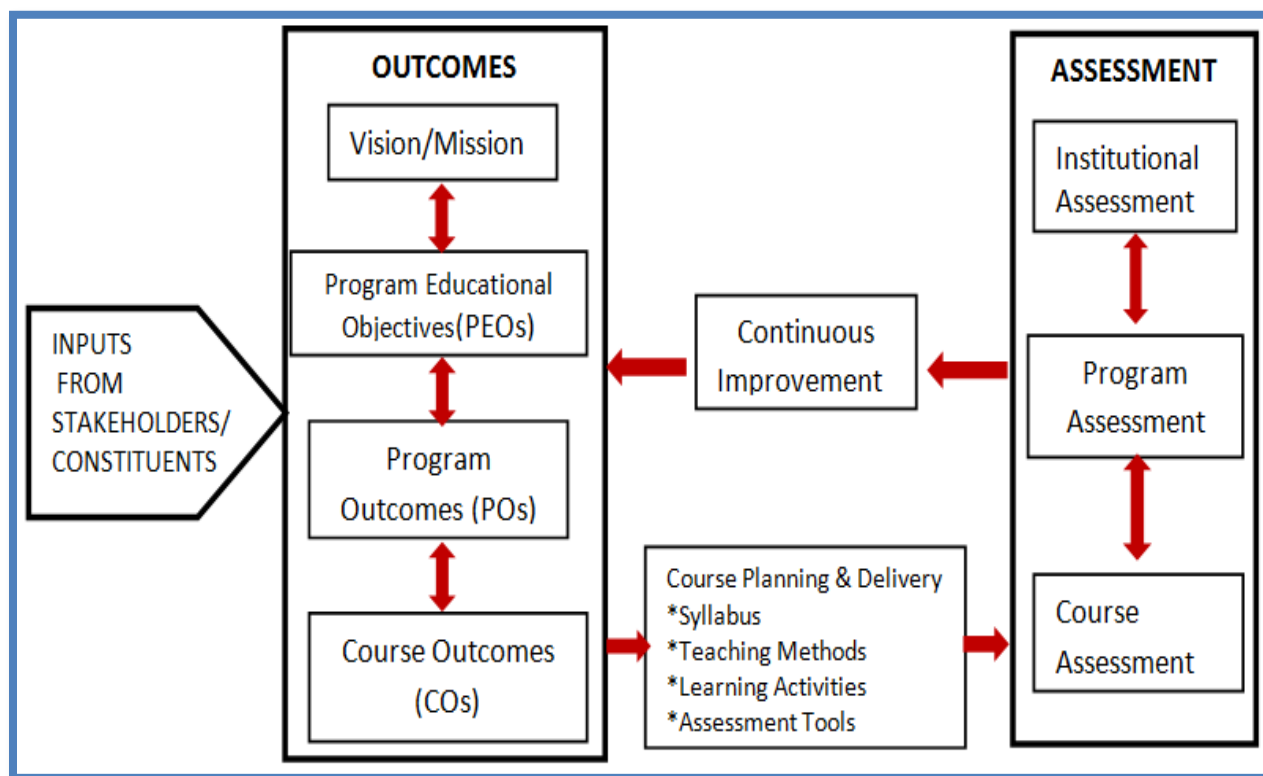 OUTCOMES
Vision/Mission
Program Educational
Objectives(PEOs)
Program
Outcomes (POs)
Course Outcomes
(COs)
INPUTS
FROM
STAKEHOLDERS/
CONSTITUENTS
Continuous
Improvement
Course Planning & Delivery
*Syllabus
*Teaching Methods
*Learning Activities
*Assessment Tools
ASSESSMENT
Institutional
Assessment
Program
Assessment
Course
Assessment